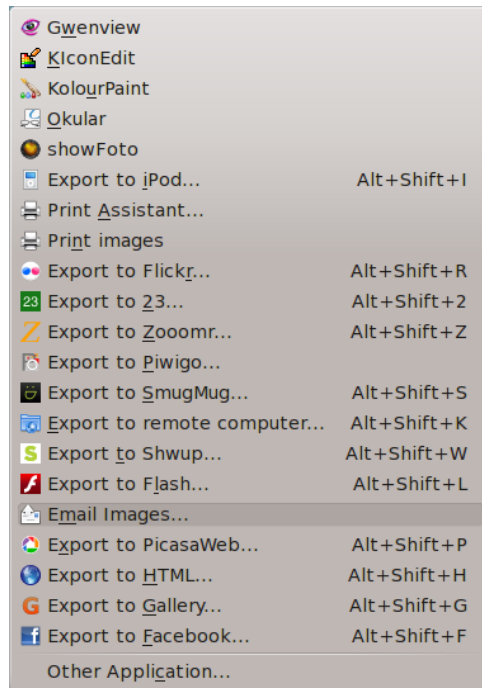 Gwenview
KIconEdit
KolourPaint
Okular
showFoto
Export to iPod... Alt+Shift+I
Print Assistant...
Print images
Export to Flickr... Alt+Shift+R
23 Export to 23... Alt+Shift+2
Z Export to Zooomr... Alt+Shift+Z
Export to Piwigo...
Export to SmugMug... Alt+Shift+S
Export to remote computer... Alt+Shift+K
S Export to Shwup... Alt+Shift+W
Export to Flash... Alt+Shift+L
Email Images...
Export to PicasaWeb... Alt+Shift+P
Export to HTML... Alt+Shift+H
G Export to Gallery... Alt+Shift+G
f Export to Facebook... Alt+Shift+F
Other Application...